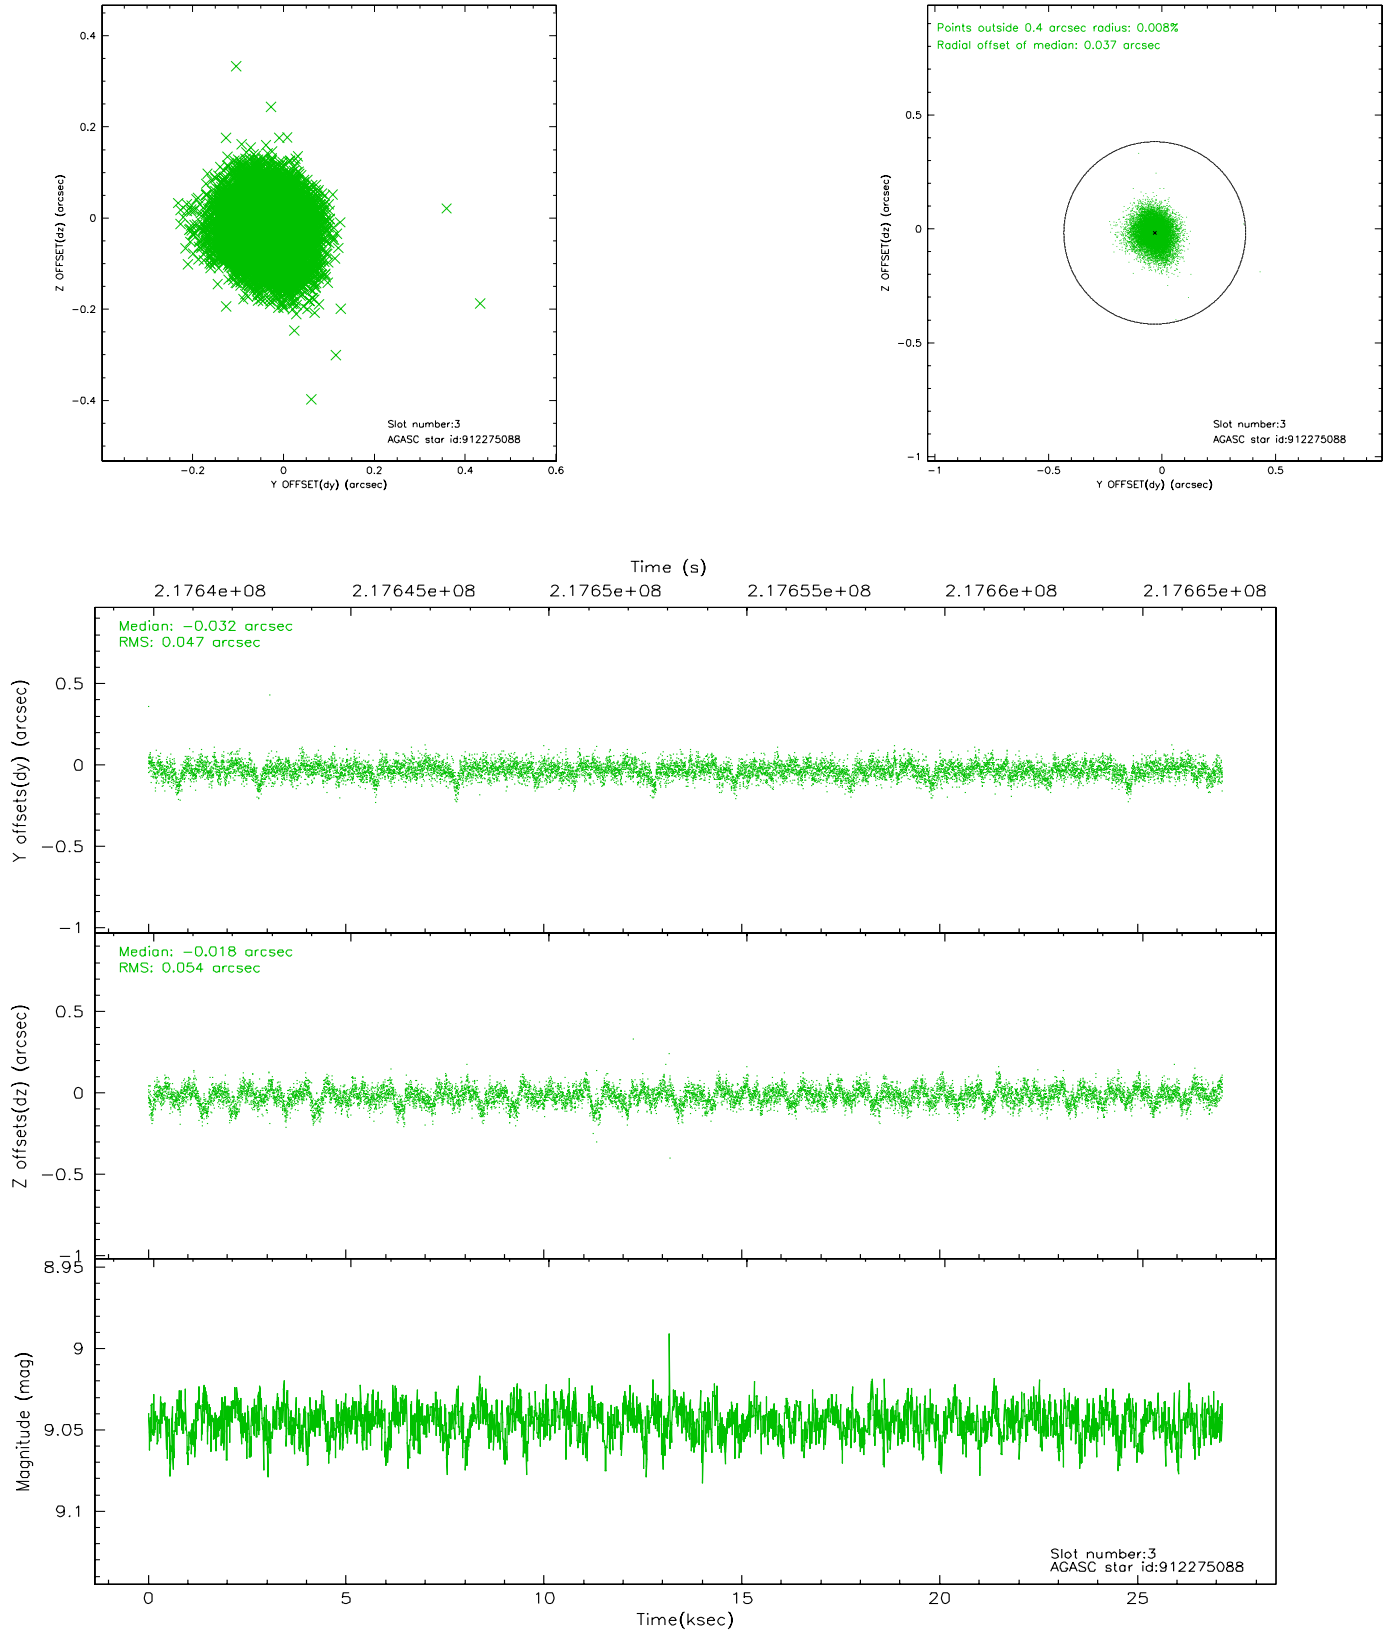 0.4
0.2
0
−0.2
−0.4
Z OFFSET(dz) (arcsec)
−0.2 0 0.2 0.4 0.6
Y OFFSET(dy) (arcsec)
Slot number:3
AGASC star id:912275088
Points outside 0.4 arcsec radius: 0.008%
Radial offset of median: 0.037 arcsec
0.5
0
−0.5
−1
Z OFFSET(dz) (arcsec)
−1 −0.5 0 0.5
Y OFFSET(dy) (arcsec)
Slot number:3
AGASC star id:912275088
Time (s)
2.1764e+08 2.17645e+08 2.1765e+08 2.17655e+08 2.1766e+08 2.17665e+08
Median: −0.032 arcsec
RMS: 0.047 arcsec
0.5
0
−0.5
−1
Y offsets(dy) (arcsec)
Median: −0.018 arcsec
RMS: 0.054 arcsec
0.5
0
−0.5
−1
Z offsets(dz) (arcsec)
8.95
9
9.05
9.1
Magnitude (mag)
Slot number:3
AGASC star id:912275088
0 5 10 15 20 25
Time(ksec)